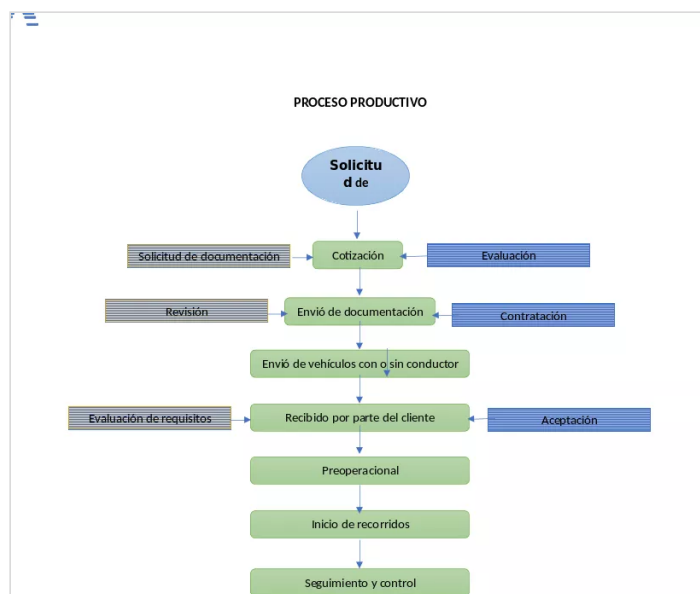 PROCESO PRODUCTIVO
Solicitu
d de
Solicitud de documentación
Cotización
Evaluación
Revisión
Envió de documentación
Contratación
Envió de vehículos con o sin conductor
Evaluación de requisitos
Recibido por parte del cliente
Aceptación
Preoperacional
Inicio de recorridos
Seguimiento y control